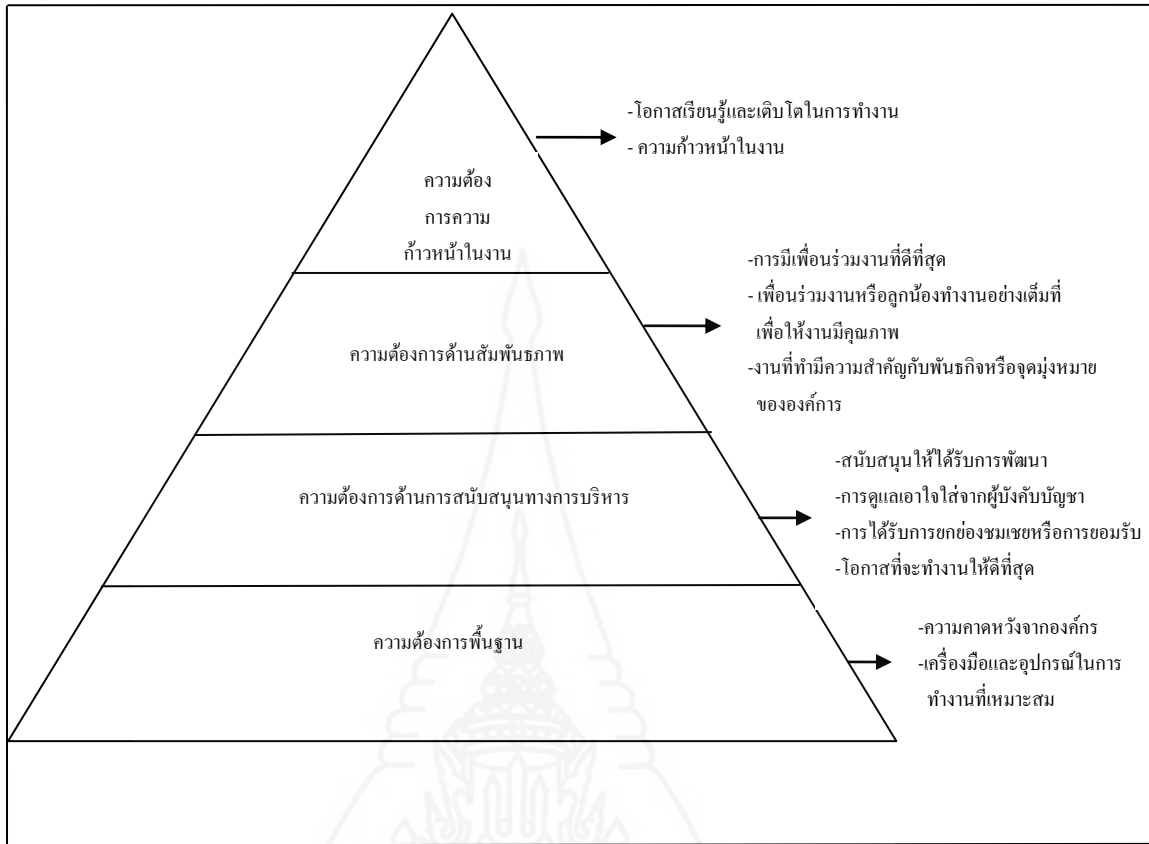 -โอกาสเรียนรู้และเติบโตในการทำงาน
- ความก้าวหน้าในงาน
ความต้อง
การความ
ก้าวหน้าในงาน
-การมีเพื่อนร่วมงานที่ดีที่สุด
- เพื่อนร่วมงานหรือลูกน้องทำงานอย่างเต็มที่
เพื่อให้งานมีคุณภาพ
-งานที่ทำมีความสำคัญกับพันธกิจหรือจุดมุ่งหมาย
ขององค์การ
ความต้องการด้านสัมพันธภาพ
-สนับสนุนให้ได้รับการพัฒนา
-การดูแลเอาใจใส่จากผู้บังคับบัญชา
-การได้รับการยกย่องชมเชยหรือการยอมรับ
-โอกาสที่จะทำงานให้ดีที่สุด
ความต้องการด้านการสนับสนุนทางการบริหาร
-ความคาดหวังจากองค์กร
-เครื่องมือและอุปกรณ์ในการ
ทำงานที่เหมาะสม
ความต้องการพื้นฐาน